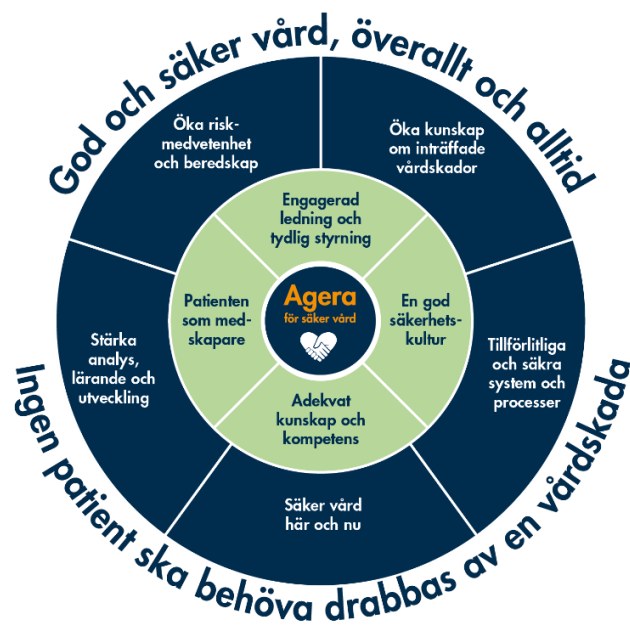 God och säker vård, överallt och alltid
Öka risk-
medvetenhet
och beredskap
Öka kunskap
om inträffade
vårdskador
Engagerad
ledning och
tydlig styrning
Patienten
som med-
skapare
Agera
för säker vård
En god
säkerhets-
kultur
Stärka
analys,
lärande och
utveckling
Tillförlitliga
och säkra
system och
processer
Adekvat
kunskap och
kompetens
Säker vård
här och nu
Ingen patient ska behöva drabbas av en vårdskada